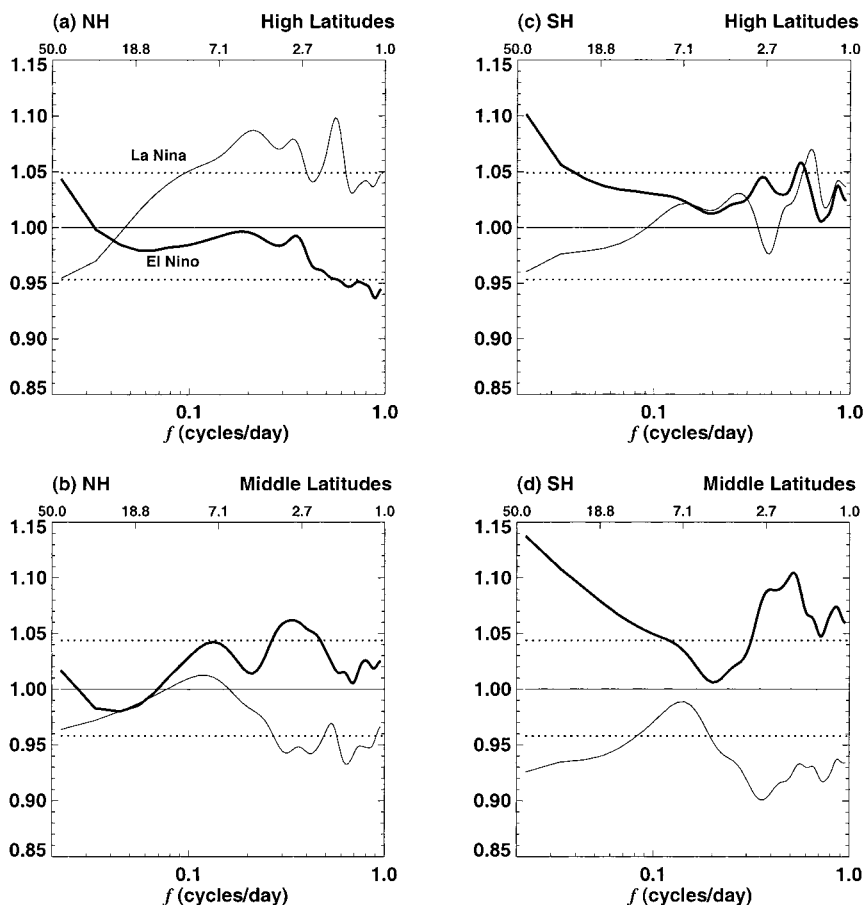 (a) NH High Latitudes
50.0 18.8 7.1 2.7 1.0
1.15
1.10
1.05
1.00
0.95
0.90
0.85
La Nina
El Nino
0.1 1.0
f (cycles/day)
(c) SH High Latitudes
50.0 18.8 7.1 2.7 1.0
1.15
1.10
1.05
1.00
0.95
0.90
0.85
0.1 1.0
f (cycles/day)
(b) NH Middle Latitudes
50.0 18.8 7.1 2.7 1.0
1.15
1.10
1.05
1.00
0.95
0.90
0.85
0.1 1.0
f (cycles/day)
(d) SH Middle Latitudes
50.0 18.8 7.1 2.7 1.0
1.15
1.10
1.05
1.00
0.95
0.90
0.85
0.1 1.0
f (cycles/day)